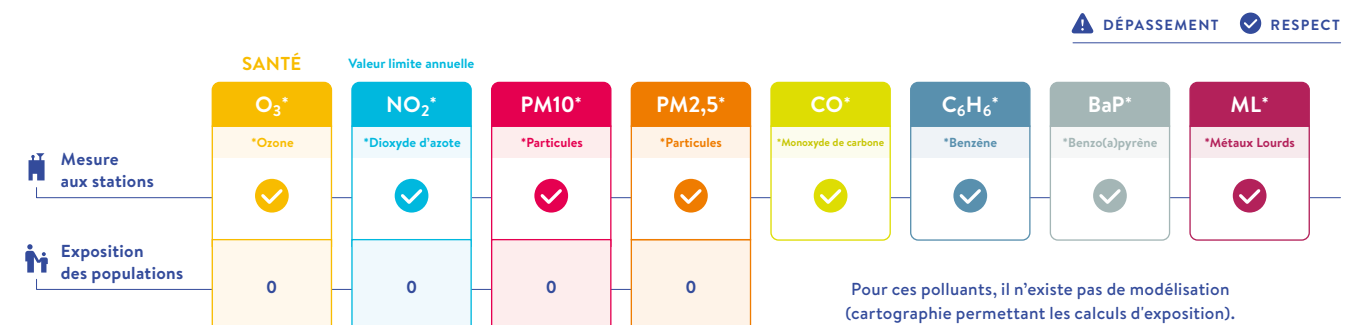 DÉPASSEMENT RESPECT
SANTÉ Valeur limite annuelle
O₃* NO₂* PM10* PM2,5* CO* C₆H₆* BaP* ML*
*Ozone *Dioxyde d'azote *Particules *Particules *Monoxyde de carbone *Benzène *Benzo(a)pyrène *Métaux Lourds
Mesure
aux stations
Exposition
des populations
0 0 0 0
Pour ces polluants, il n'existe pas de modélisation
(cartographie permettant les calculs d'exposition).